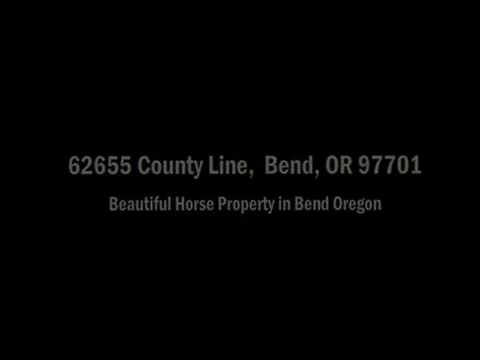 62655 County Line, Bend, OR 97701
Beautiful Horse Property in Bend Oregon